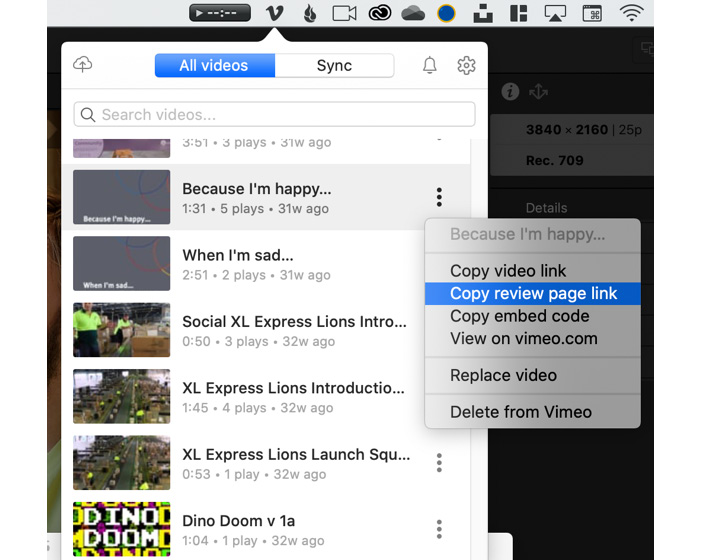 --:--
All videos
Sync
Search videos...
Community
3:51 • 3 plays • 31w ago
3840 × 2160 | 25p
Rec. 709
Details
Because I'm happy...
Because I'm happy...
1:31 • 5 plays • 31w ago
When I'm sad...
When I'm sad...
2:51 • 2 plays • 31w ago
Social XL Express Lions Intro...
0:50 • 3 plays • 32w ago
XL Express Lions Introductio...
1:45 • 4 plays • 32w ago
XL Express Lions Launch Squ...
0:53 • 1 play • 32w ago
DINO
DOOM
Dino Doom v 1a
1:04 • 1 play • 32w ago
Because I'm happy...
Copy video link
Copy review page link
Copy embed code
View on vimeo.com
Replace video
Delete from Vimeo